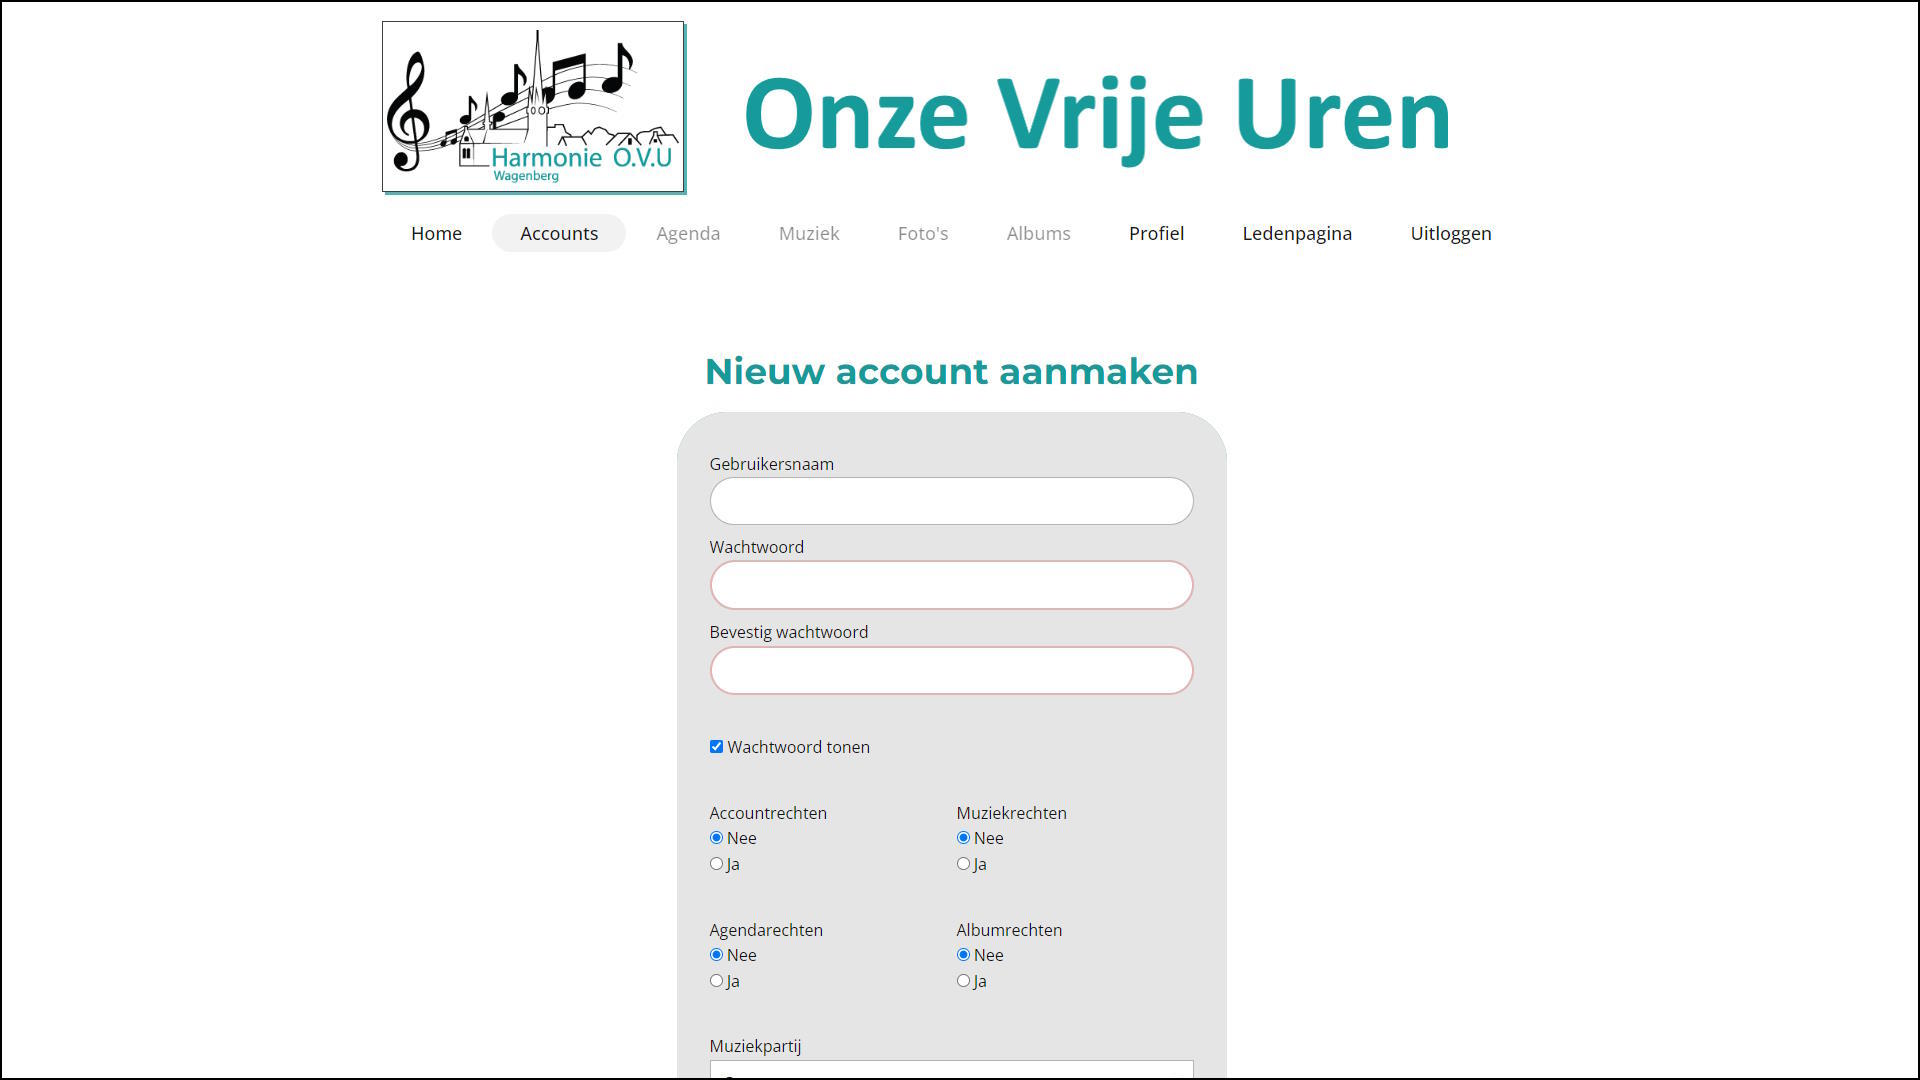 Harmonie O.V.U
Wagenberg
Onze Vrije Uren
Home Accounts Agenda Muziek Foto's Albums Profiel Ledenpagina Uitloggen
Nieuw account aanmaken
Gebruikersnaam
Wachtwoord
Bevestig wachtwoord
Wachtwoord tonen
Accountrechten Muziekrechten
Nee Nee
Ja Ja
Agendarechten Albumrechten
Nee Nee
Ja Ja
Muziekpartij